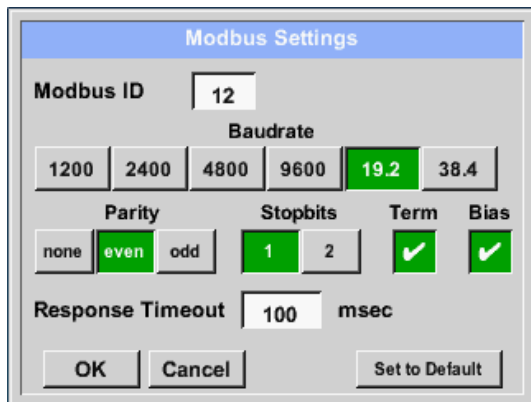 Modbus Settings
Modbus ID 12
Baudrate
1200 2400 4800 9600 19.2 38.4
Parity Stopbits Term Bias
none even odd 1 2 ✔ ✔
Response Timeout 100 msec
OK Cancel Set to Default